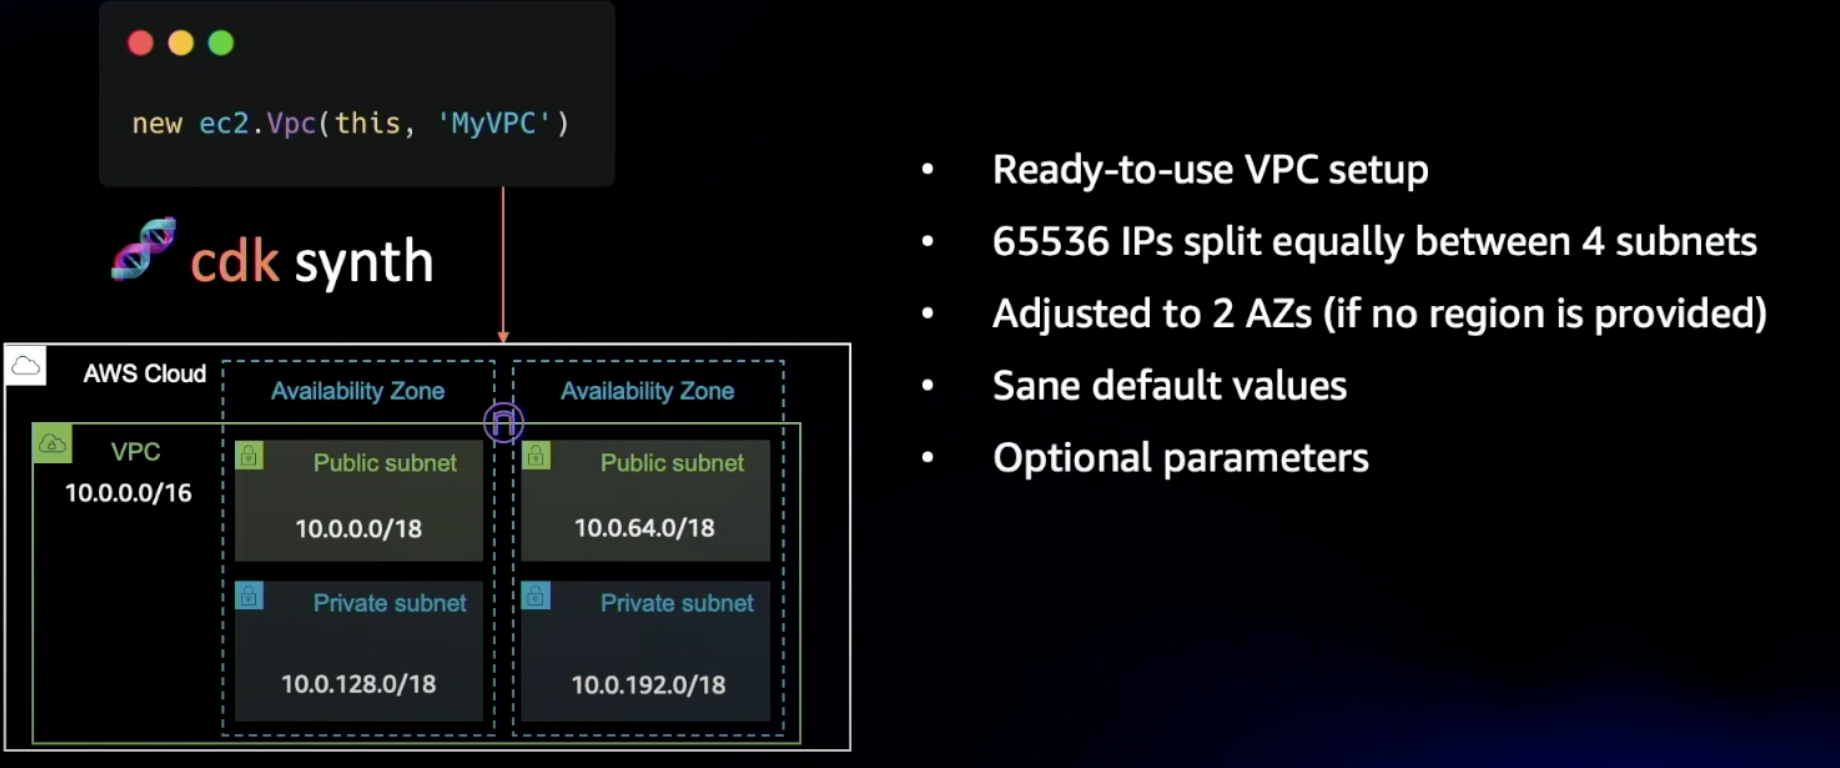 new ec2.Vpc(this, 'MyVPC')
cdk synth
AWS Cloud
Availability Zone
Availability Zone
VPC
10.0.0.0/16
Public subnet
10.0.0.0/18
Public subnet
10.0.64.0/18
Private subnet
10.0.128.0/18
Private subnet
10.0.192.0/18
• Ready-to-use VPC setup
• 65536 IPs split equally between 4 subnets
• Adjusted to 2 AZs (if no region is provided)
• Sane default values
• Optional parameters